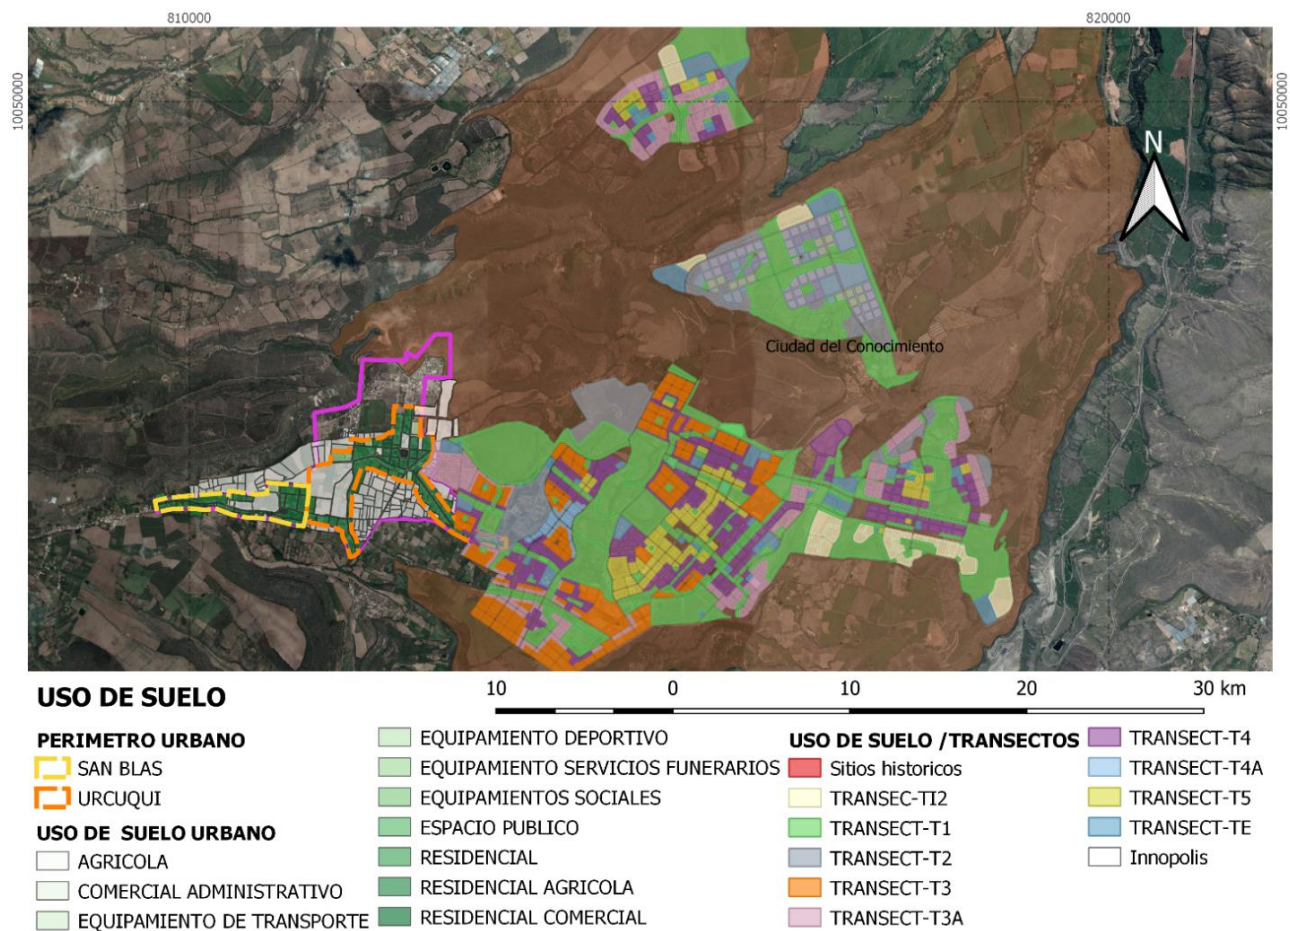 810000
820000
10050000
10050000
N
Ciudad del Conocimiento
USO DE SUELO
10 0 10 20 30 km
PERIMETRO URBANO
SAN BLAS
URCUQUI
USO DE SUELO URBANO
AGRICOLA
COMERCIAL ADMINISTRATIVO
EQUIPAMIENTO DE TRANSPORTE
EQUIPAMIENTO DEPORTIVO
EQUIPAMIENTO SERVICIOS FUNERARIOS
EQUIPAMIENTOS SOCIALES
ESPACIO PUBLICO
RESIDENCIAL
RESIDENCIAL AGRICOLA
RESIDENCIAL COMERCIAL
USO DE SUELO /TRANSECTOS
Sitios historicos
TRANSEC-TI2
TRANSECT-T1
TRANSECT-T2
TRANSECT-T3
TRANSECT-T3A
TRANSECT-T4
TRANSECT-T4A
TRANSECT-T5
TRANSECT-TE
Innopolis